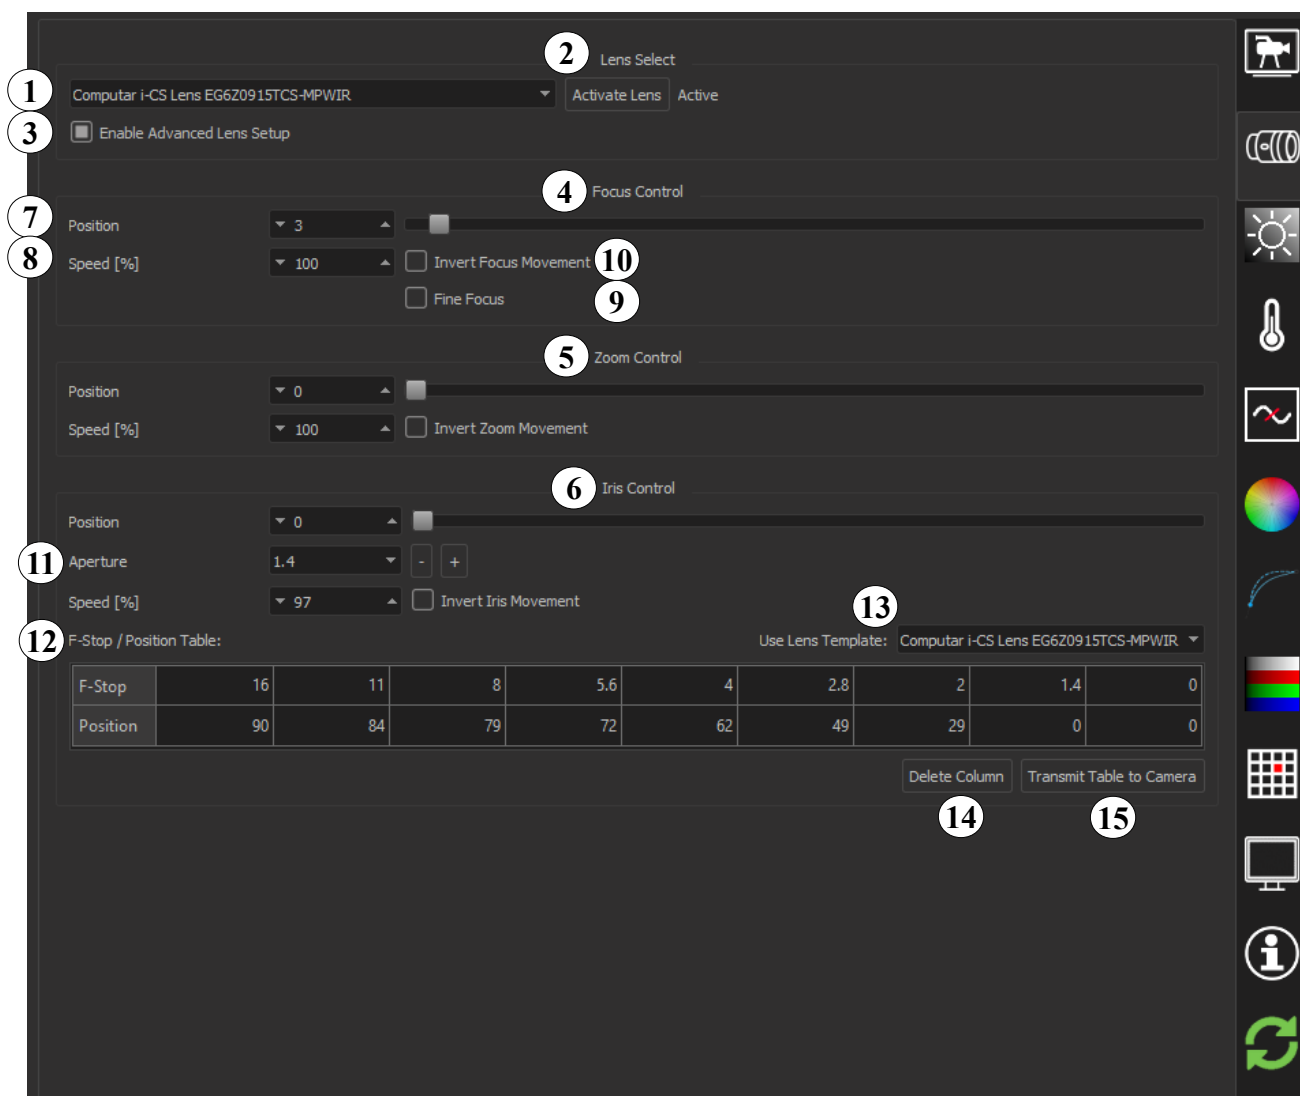 2 Lens Select
1 Computar i-CS Lens EG6Z0915TCS-MPWIR Activate Lens Active
3 Enable Advanced Lens Setup
4 Focus Control
7 Position 3
8 Speed [%] 100 Invert Focus Movement 10
Fine Focus 9
5 Zoom Control
Position 0
Speed [%] 100 Invert Zoom Movement
6 Iris Control
Position 0
11 Aperture 1.4 - +
Speed [%] 97 Invert Iris Movement
13
12 F-Stop / Position Table: Use Lens Template: Computar i-CS Lens EG6Z0915TCS-MPWIR
F-Stop 16 11 8 5.6 4 2.8 2 1.4 0
Position 90 84 79 72 62 49 29 0 0
Delete Column Transmit Table to Camera
14 15